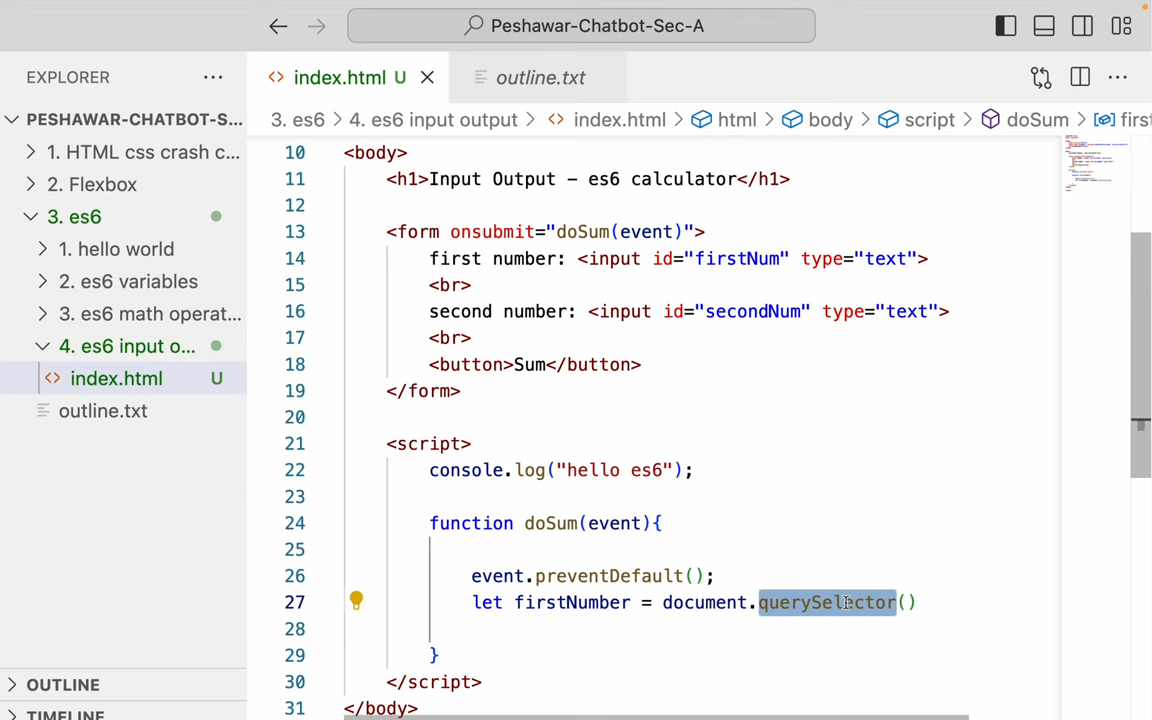 Peshawar-Chatbot-Sec-A
EXPLORER
index.html U
outline.txt
PESHAWAR-CHATBOT-S...
3. es6 > 4. es6 input output > index.html > html > body > script > doSum > firs
1. HTML css crash c...
2. Flexbox
3. es6
1. hello world
2. es6 variables
3. es6 math operat...
4. es6 input o...
index.html U
outline.txt
OUTLINE
TIMELINE
10 <body>
11 <h1>Input Output - es6 calculator</h1>
12
13 <form onsubmit="doSum(event)">
14 first number: <input id="firstNum" type="text">
15 <br>
16 second number: <input id="secondNum" type="text">
17 <br>
18 <button>Sum</button>
19 </form>
20
21 <script>
22 console.log("hello es6");
23
24 function doSum(event){
25
26 event.preventDefault();
27 let firstNumber = document.querySelector()
28
29 }
30 </script>
31 </body>